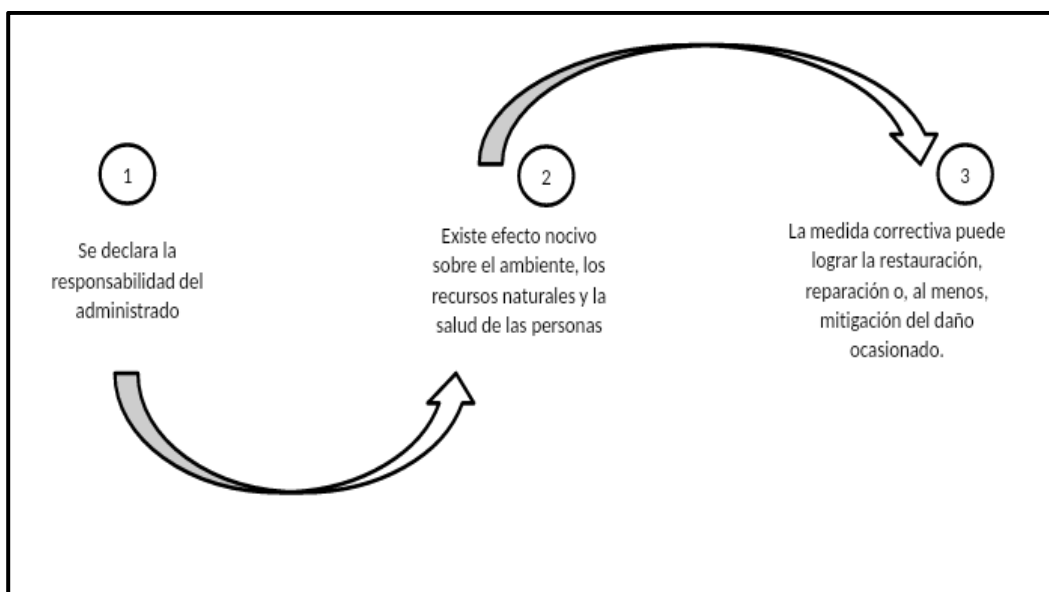 1
Se declara la
responsabilidad del
administrado
2
Existe efecto nocivo
sobre el ambiente, los
recursos naturales y la
salud de las personas
3
La medida correctiva puede
lograr la restauración,
reparación o, al menos,
mitigación del daño
ocasionado.